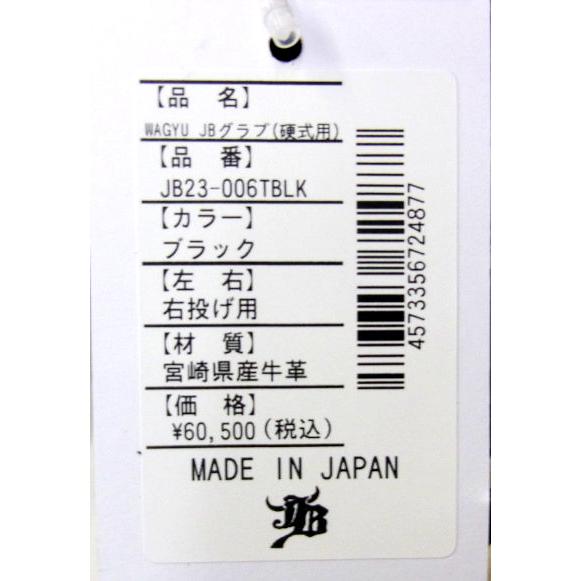 【品 名】
WAGYU JBグラブ(硬式用)
【品 番】
JB23-006TBLK
【カラー】
ブラック
【左 右】
右投げ用
【材 質】
宮崎県産牛革
【価 格】
¥60,500(税込)
4573356724877
MADE IN JAPAN
JB